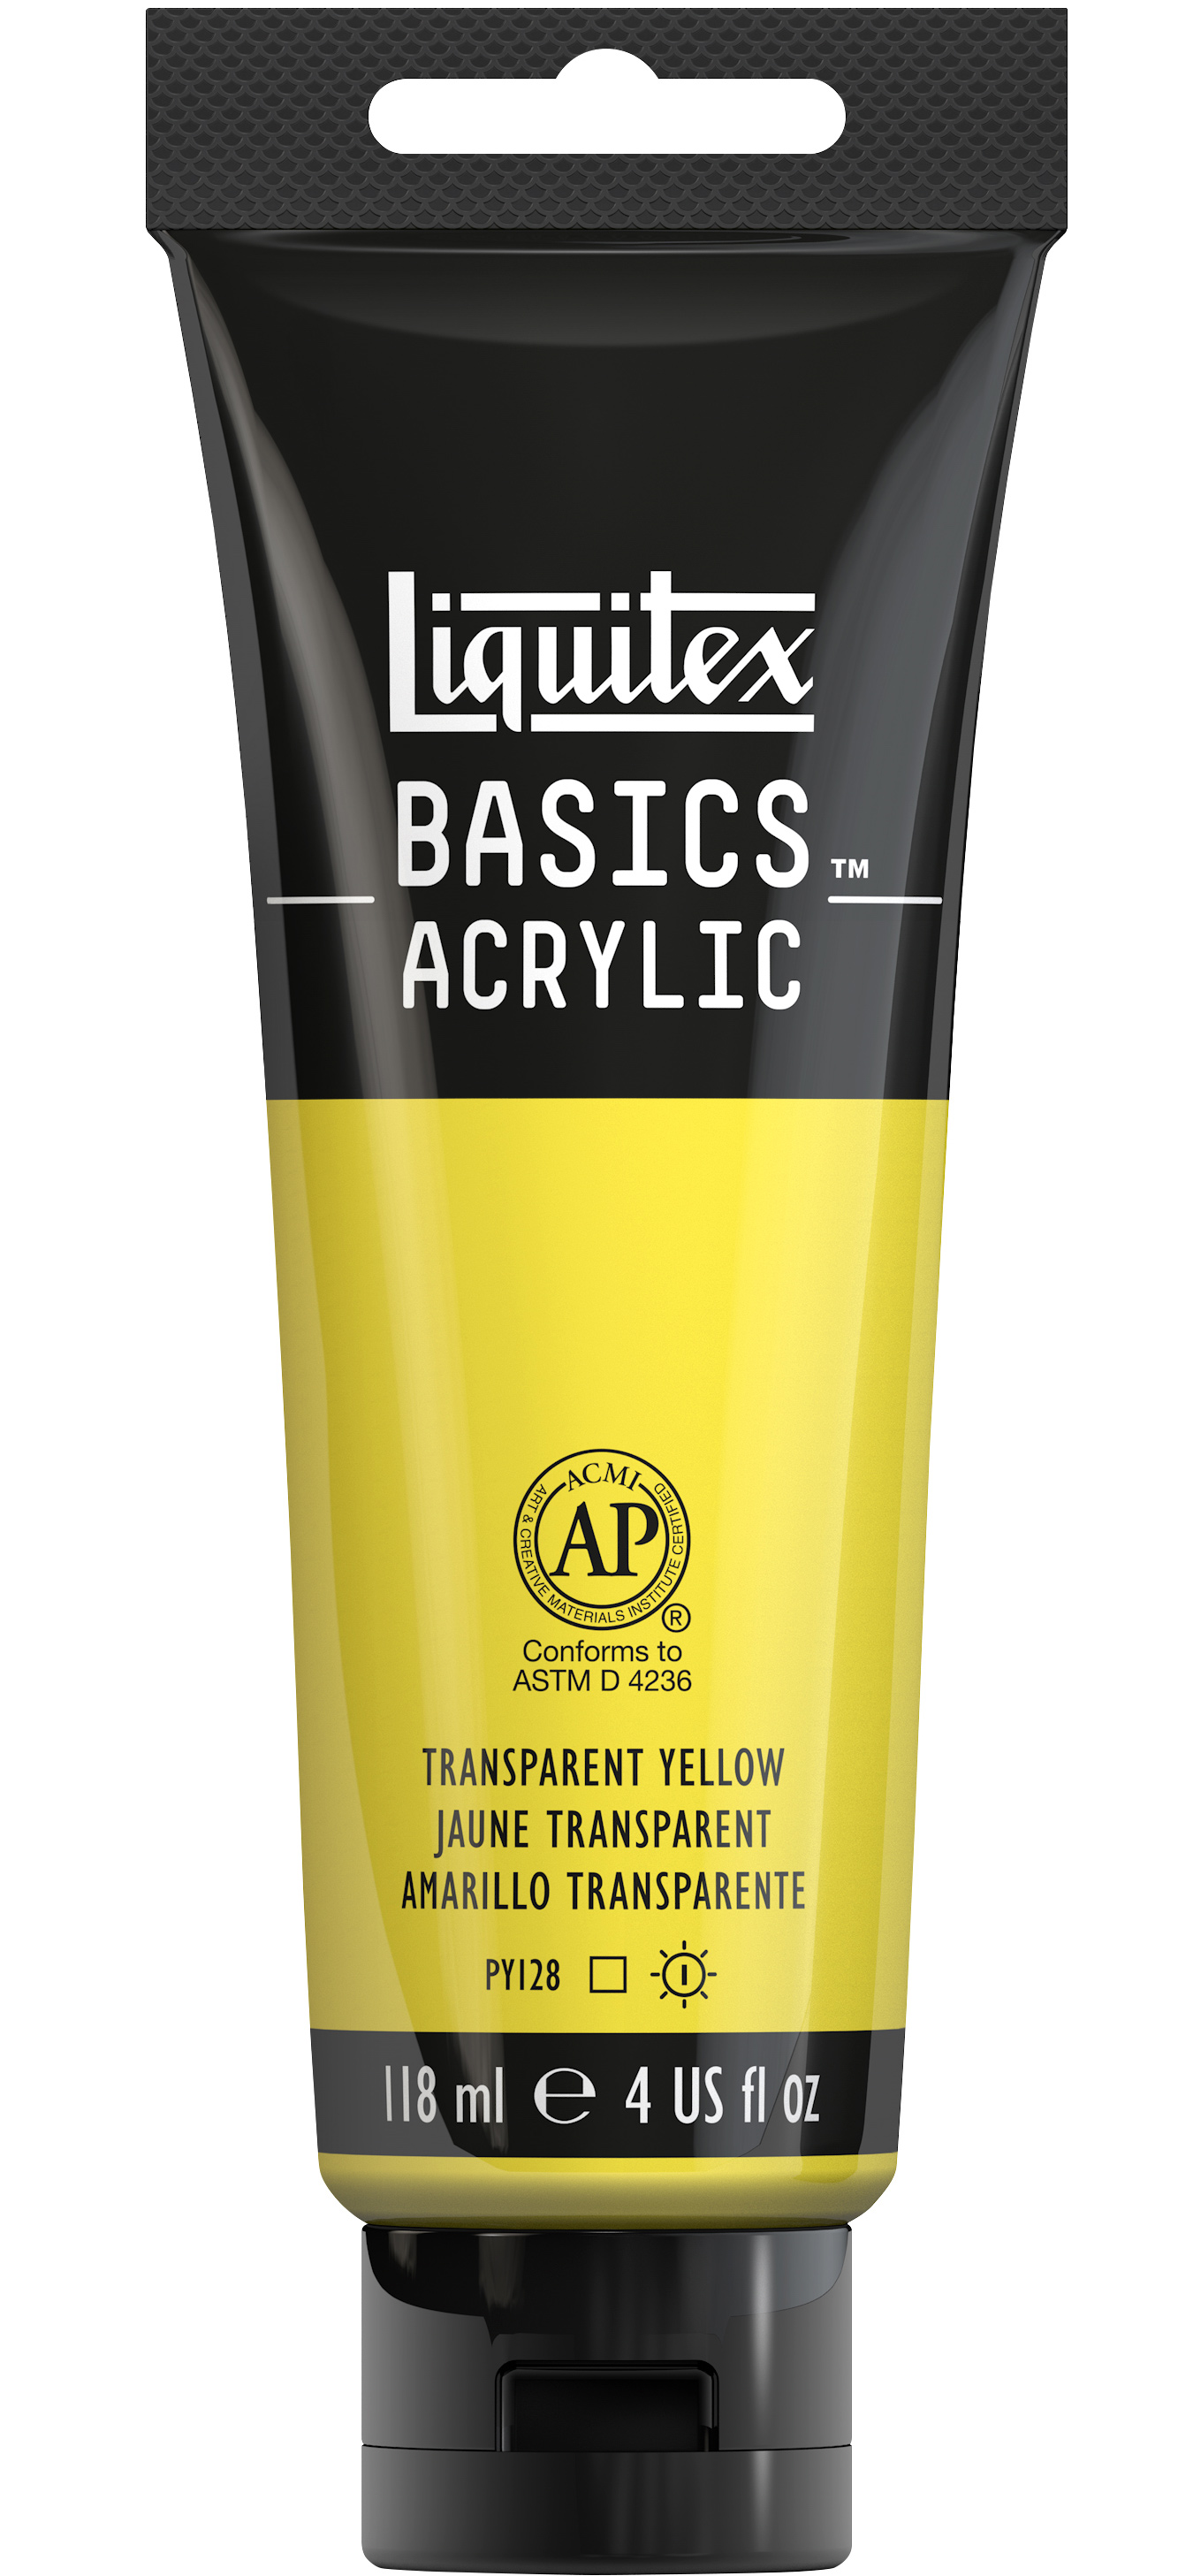 Liquitex
BASICS™
ACRYLIC
ACMI
AP
ART & CREATIVE MATERIALS INSTITUTE CERTIFIED
®
Conforms to
ASTM D 4236
TRANSPARENT YELLOW
JAUNE TRANSPARENT
AMARILLO TRANSPARENTE
PY128 I
118 ml ℮ 4 US fl oz